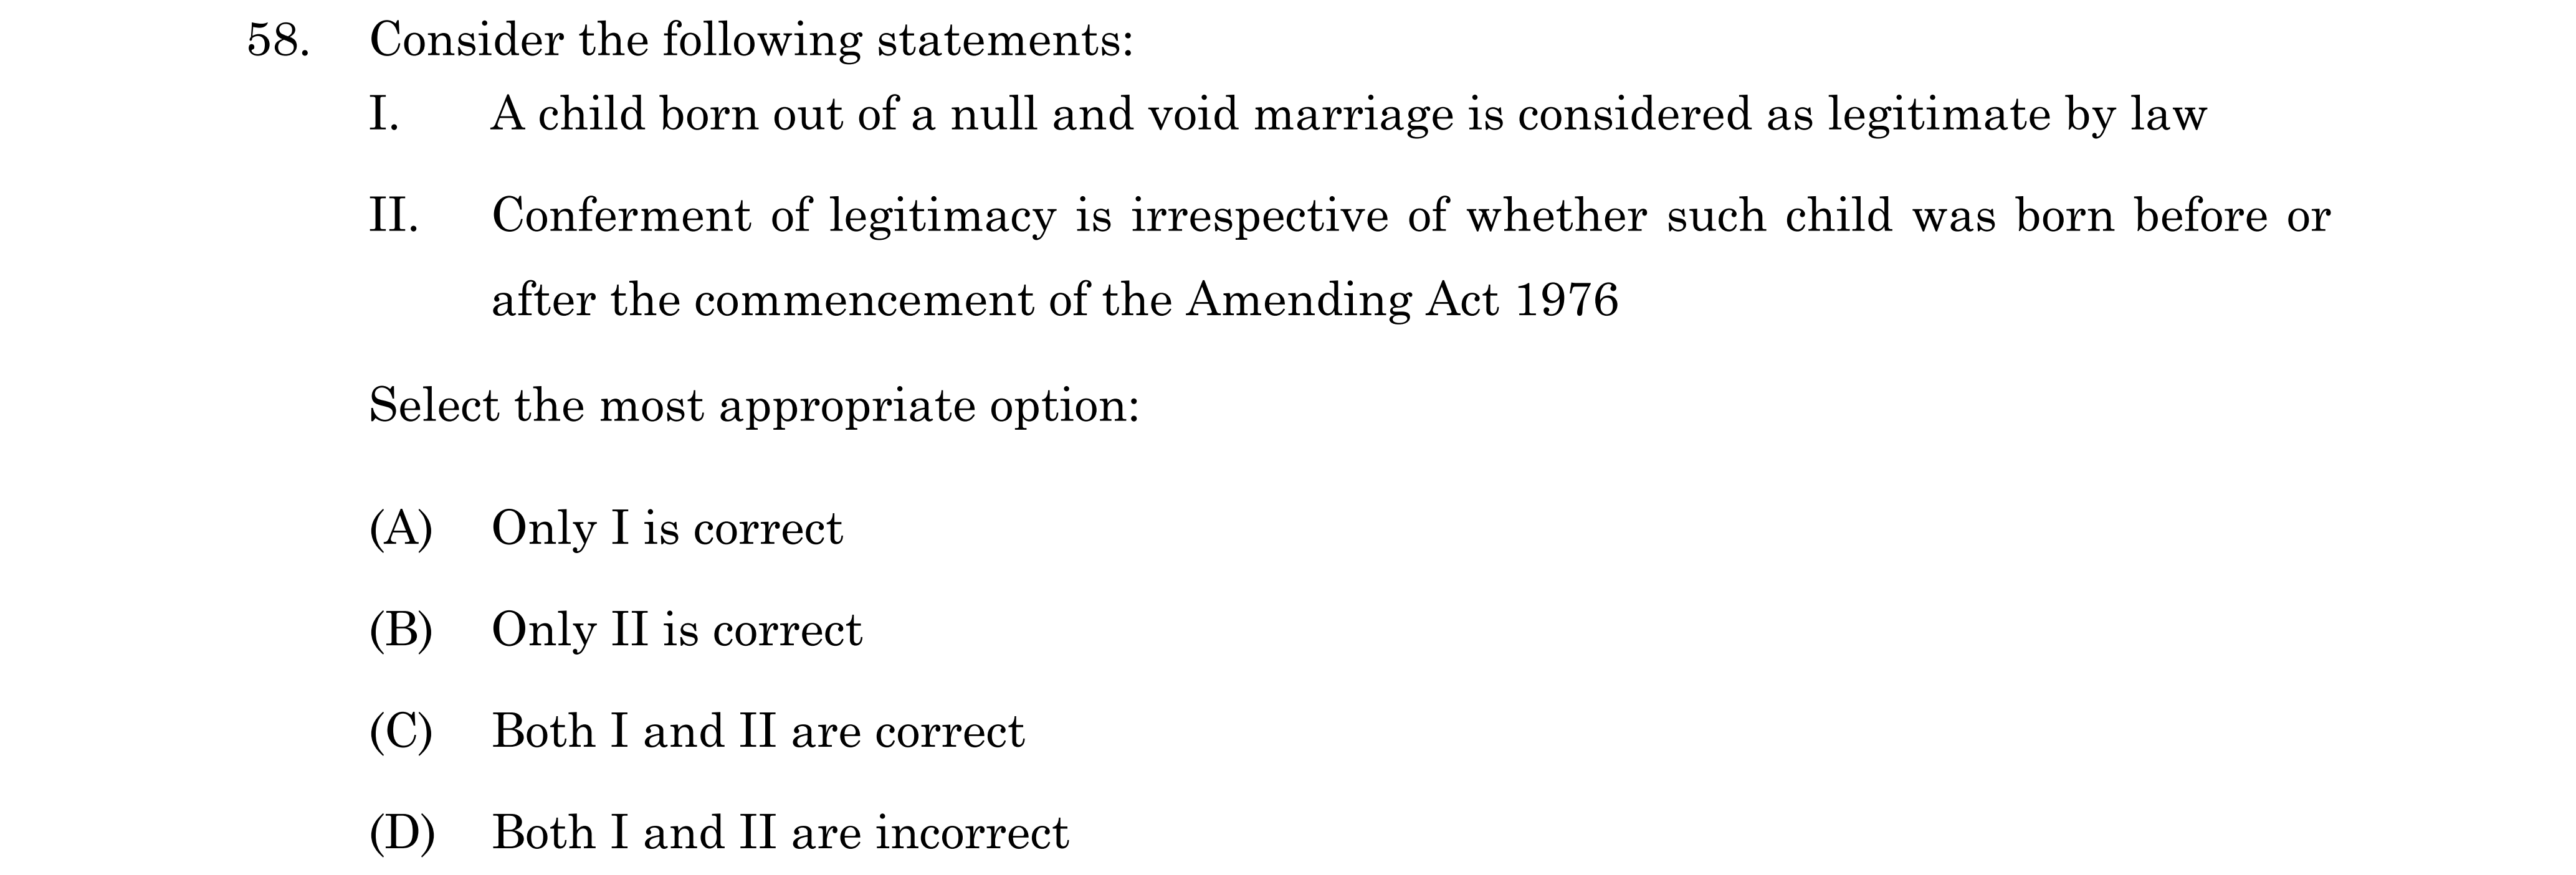 58. Consider the following statements:
I. A child born out of a null and void marriage is considered as legitimate by law
II. Conferment of legitimacy is irrespective of whether such child was born before or
after the commencement of the Amending Act 1976
Select the most appropriate option:
(A) Only I is correct
(B) Only II is correct
(C) Both I and II are correct
(D) Both I and II are incorrect